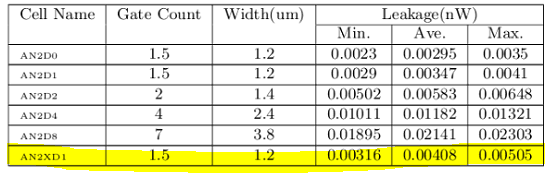 Cell Name Gate Count Width(um) Leakage(nW)
Min. Ave. Max.
AN2D0 1.5 1.2 0.0023 0.00295 0.0035
AN2D1 1.5 1.2 0.0029 0.00347 0.0041
AN2D2 2 1.4 0.00502 0.00583 0.00648
AN2D4 4 2.4 0.01011 0.01182 0.01321
AN2D8 7 3.8 0.01895 0.02141 0.02303
AN2XD1 1.5 1.2 0.00316 0.00408 0.00505